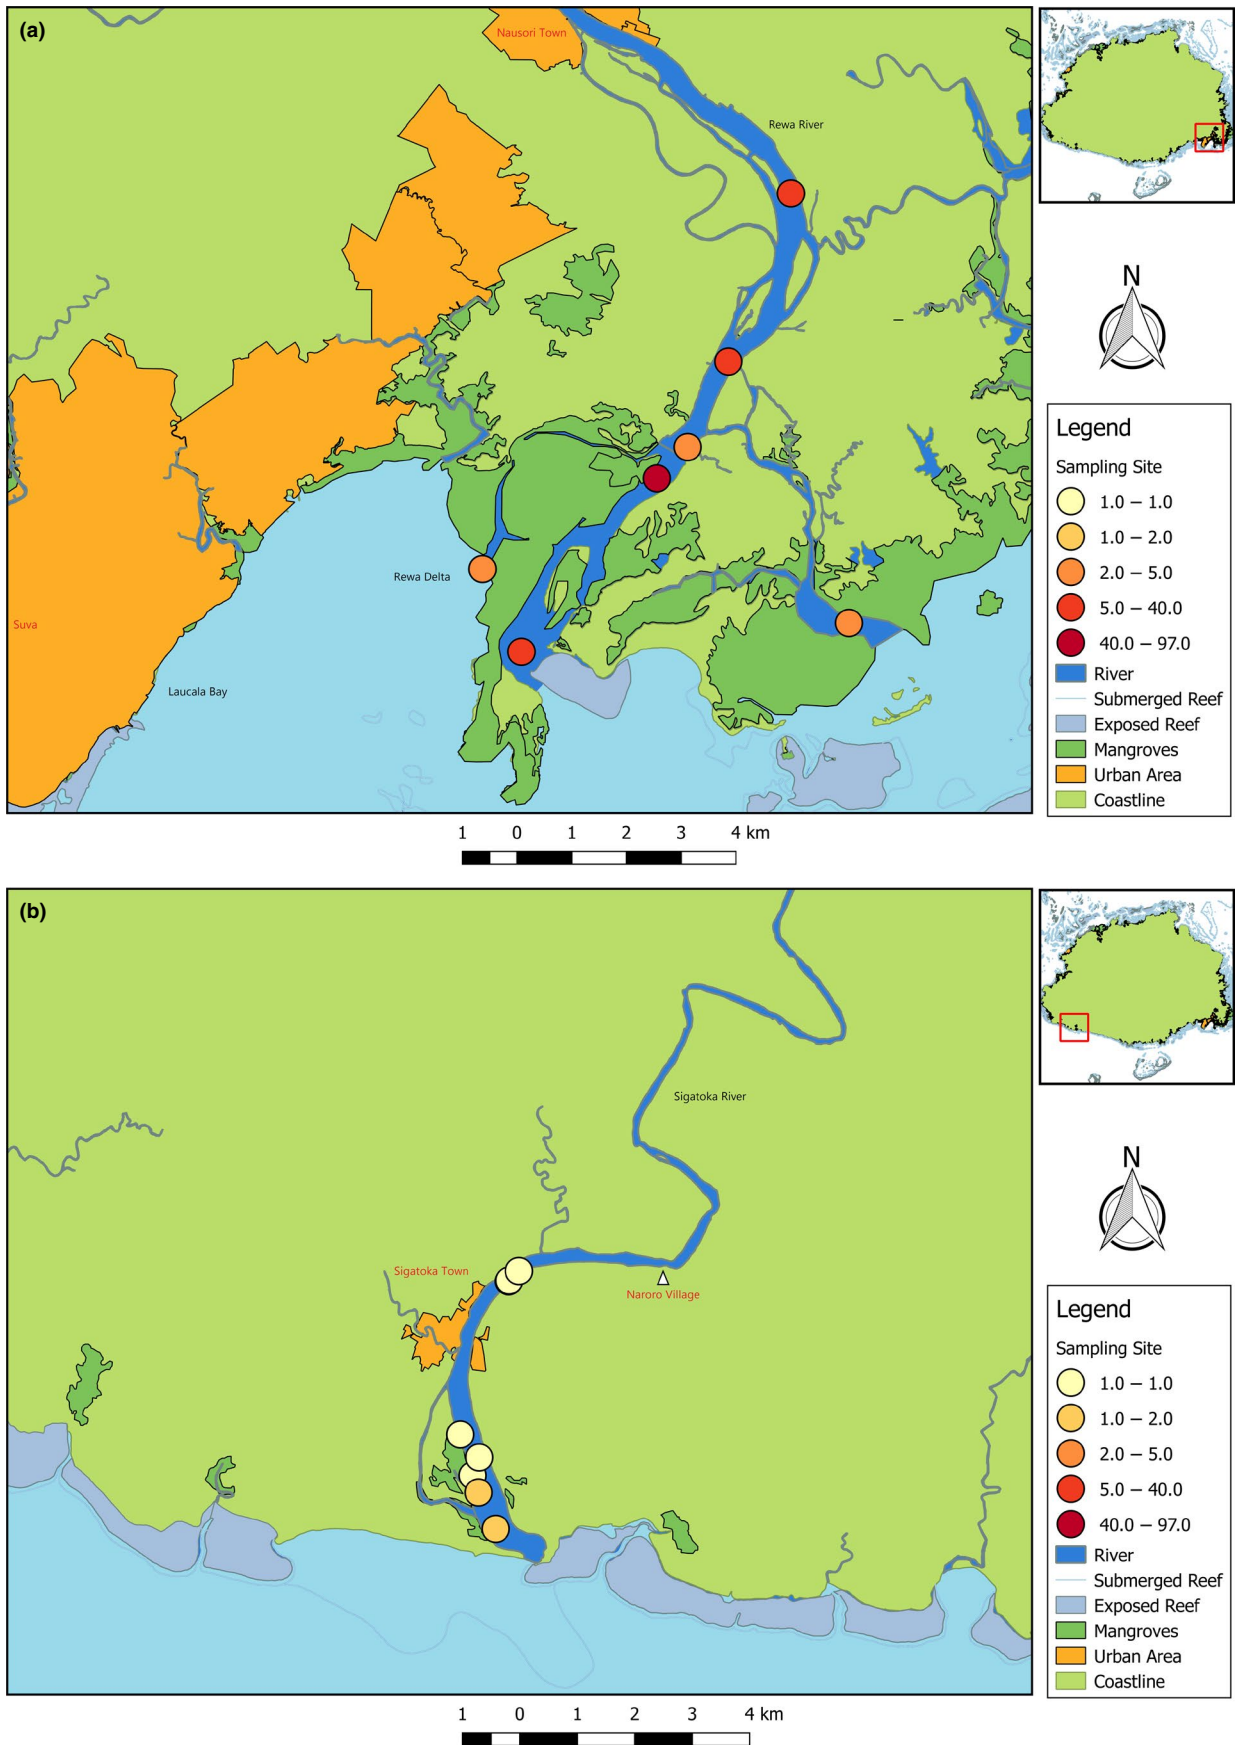 (a)
Nausori Town
Rewa River
Rewa Delta
Suva
Laucala Bay
N
Legend
Sampling Site
1.0 – 1.0
1.0 – 2.0
2.0 – 5.0
5.0 – 40.0
40.0 – 97.0
River
Submerged Reef
Exposed Reef
Mangroves
Urban Area
Coastline
1 0 1 2 3 4 km
(b)
Sigatoka River
Sigatoka Town
Naroro Village
N
Legend
Sampling Site
1.0 – 1.0
1.0 – 2.0
2.0 – 5.0
5.0 – 40.0
40.0 – 97.0
River
Submerged Reef
Exposed Reef
Mangroves
Urban Area
Coastline
1 0 1 2 3 4 km